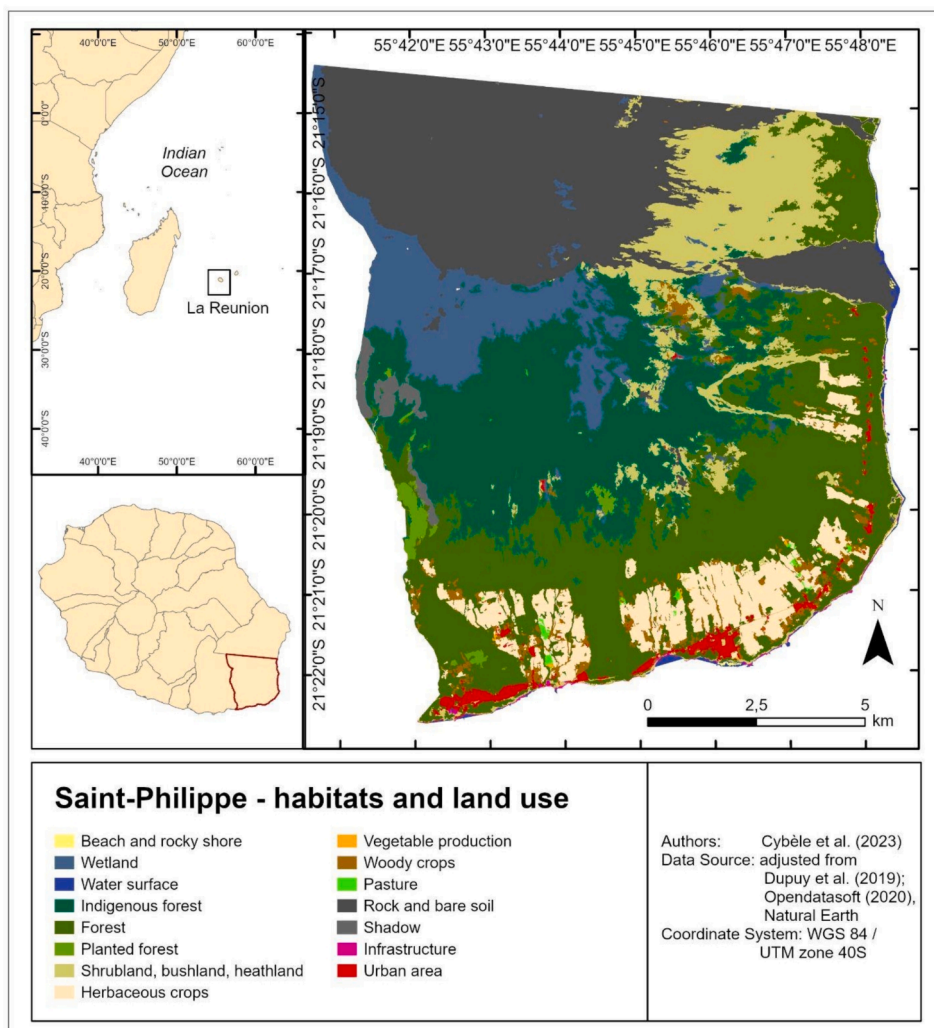 40°0'0"E 50°0'0"E 60°0'0"E
0°0'0"
10°0'0"S
20°0'0"S
30°0'0"S
40°0'0"S
Indian
Ocean
La Reunion
40°0'0"E 50°0'0"E 60°0'0"E
55°42'0"E 55°43'0"E 55°44'0"E 55°45'0"E 55°46'0"E 55°47'0"E 55°48'0"E
21°15'0"S
21°16'0"S
21°17'0"S
21°18'0"S
21°19'0"S
21°20'0"S
21°21'0"S
21°22'0"S
N
0 2,5 5
km
Saint-Philippe - habitats and land use
Beach and rocky shore
Wetland
Water surface
Indigenous forest
Forest
Planted forest
Shrubland, bushland, heathland
Herbaceous crops
Vegetable production
Woody crops
Pasture
Rock and bare soil
Shadow
Infrastructure
Urban area
Authors: Cybèle et al. (2023)
Data Source: adjusted from
Dupuy et al. (2019);
Opendatasoft (2020),
Natural Earth
Coordinate System: WGS 84 /
UTM zone 40S